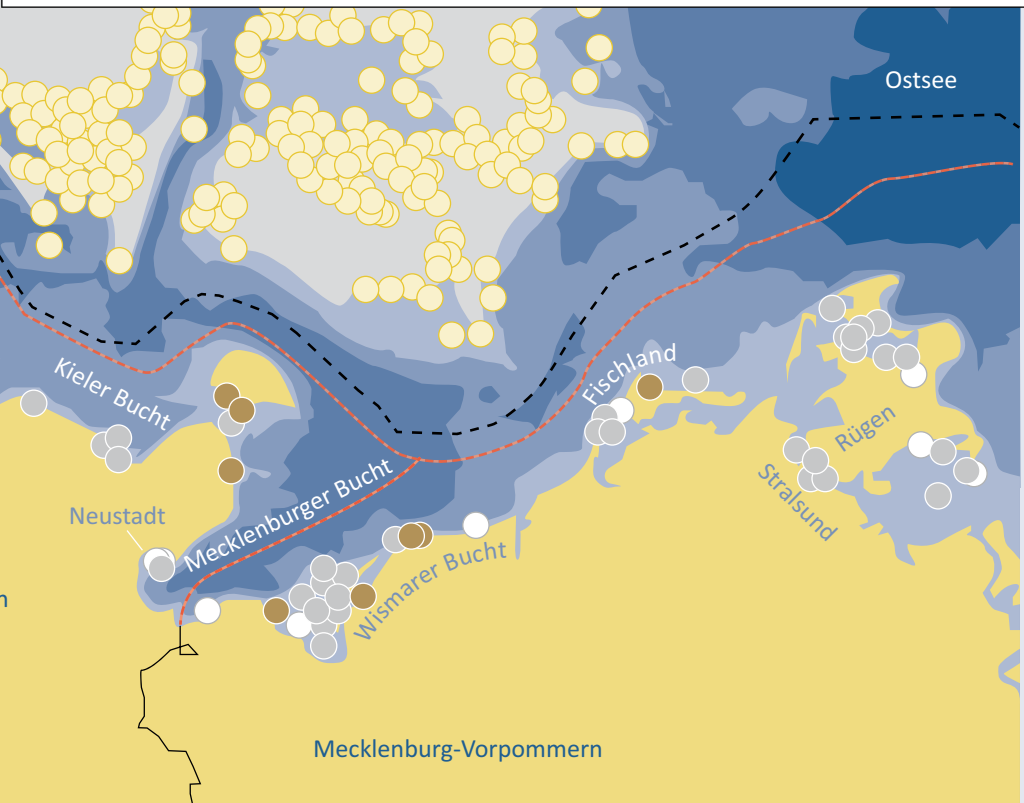 Ostsee
Kieler Bucht
Fischland
Rügen
Stralsund
Mecklenburger Bucht
Neustadt
Wismarer Bucht
Mecklenburg-Vorpommern